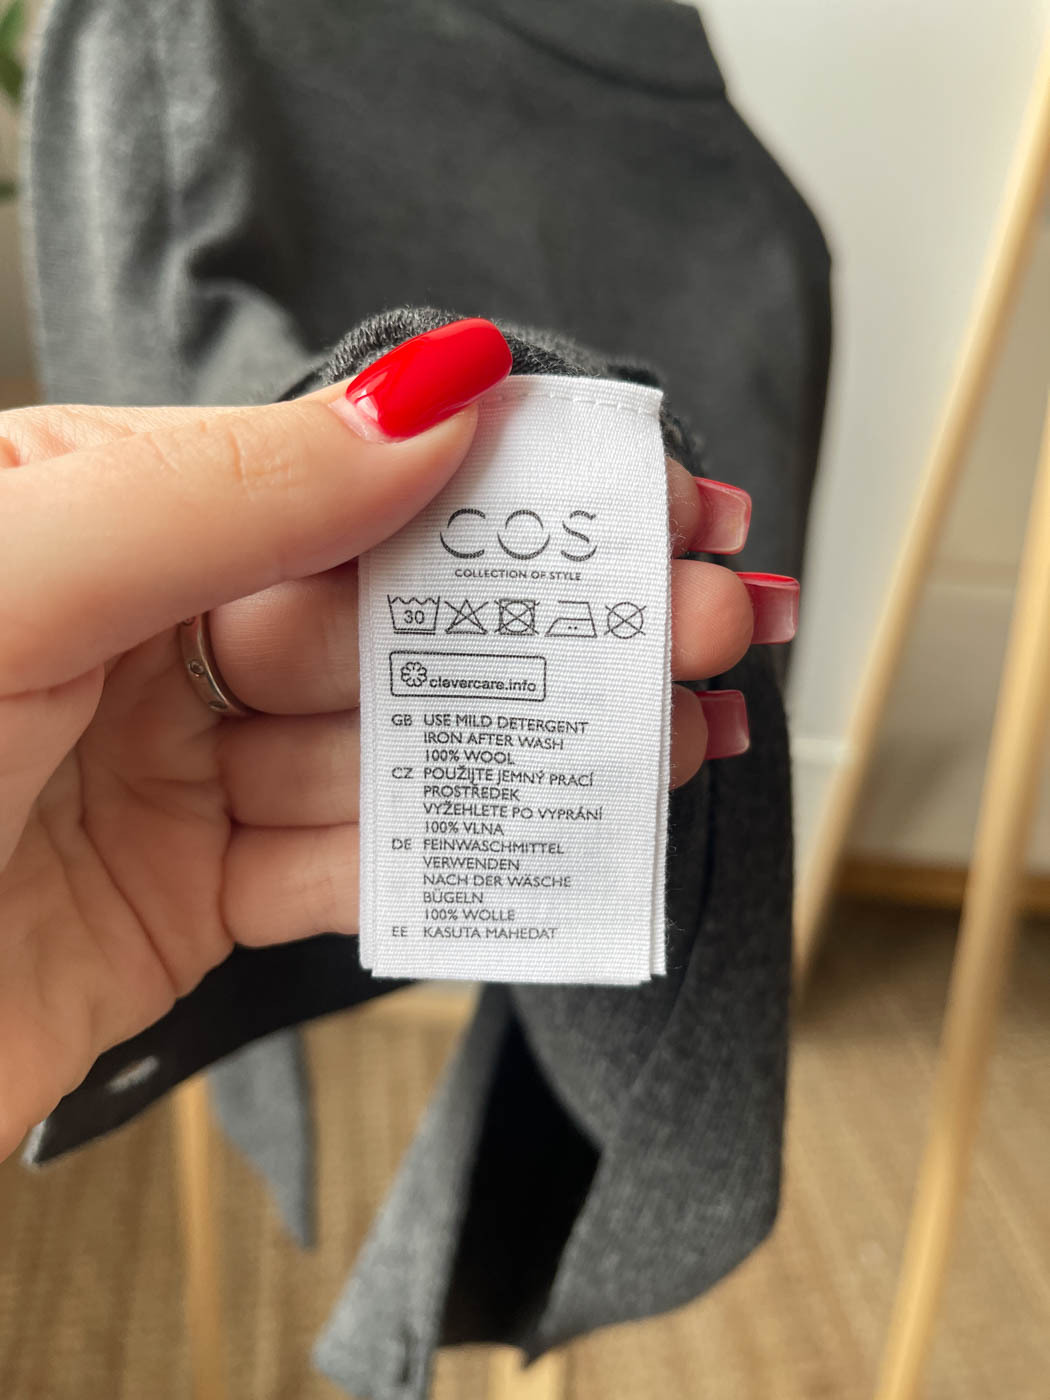 COS
COLLECTION OF STYLE
30
clevercare.info
GB USE MILD DETERGENT
IRON AFTER WASH
100% WOOL
CZ POUŽIJTE JEMNÝ PRACÍ
PROSTŘEDEK
VYŽEHLETE PO VYPRÁNÍ
100% VLNA
DE FEINWASCHMITTEL
VERWENDEN
NACH DER WÄSCHE
BÜGELN
100% WOLLE
EE KASUTA MAHEDAT